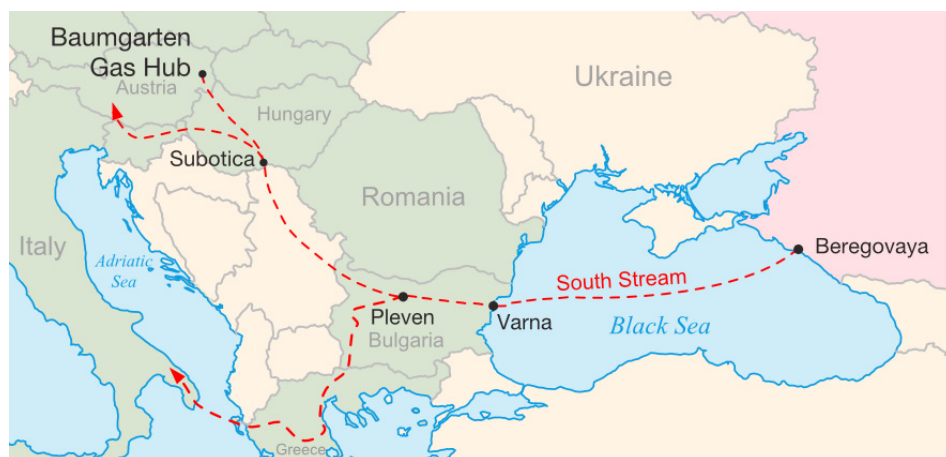 Baumgarten
Gas Hub
Austria
Ukraine
Hungary
Subotica
Romania
Italy
Adriatic
Sea
Beregovaya
South Stream
Pleven
Varna
Bulgaria
Black Sea
Greece